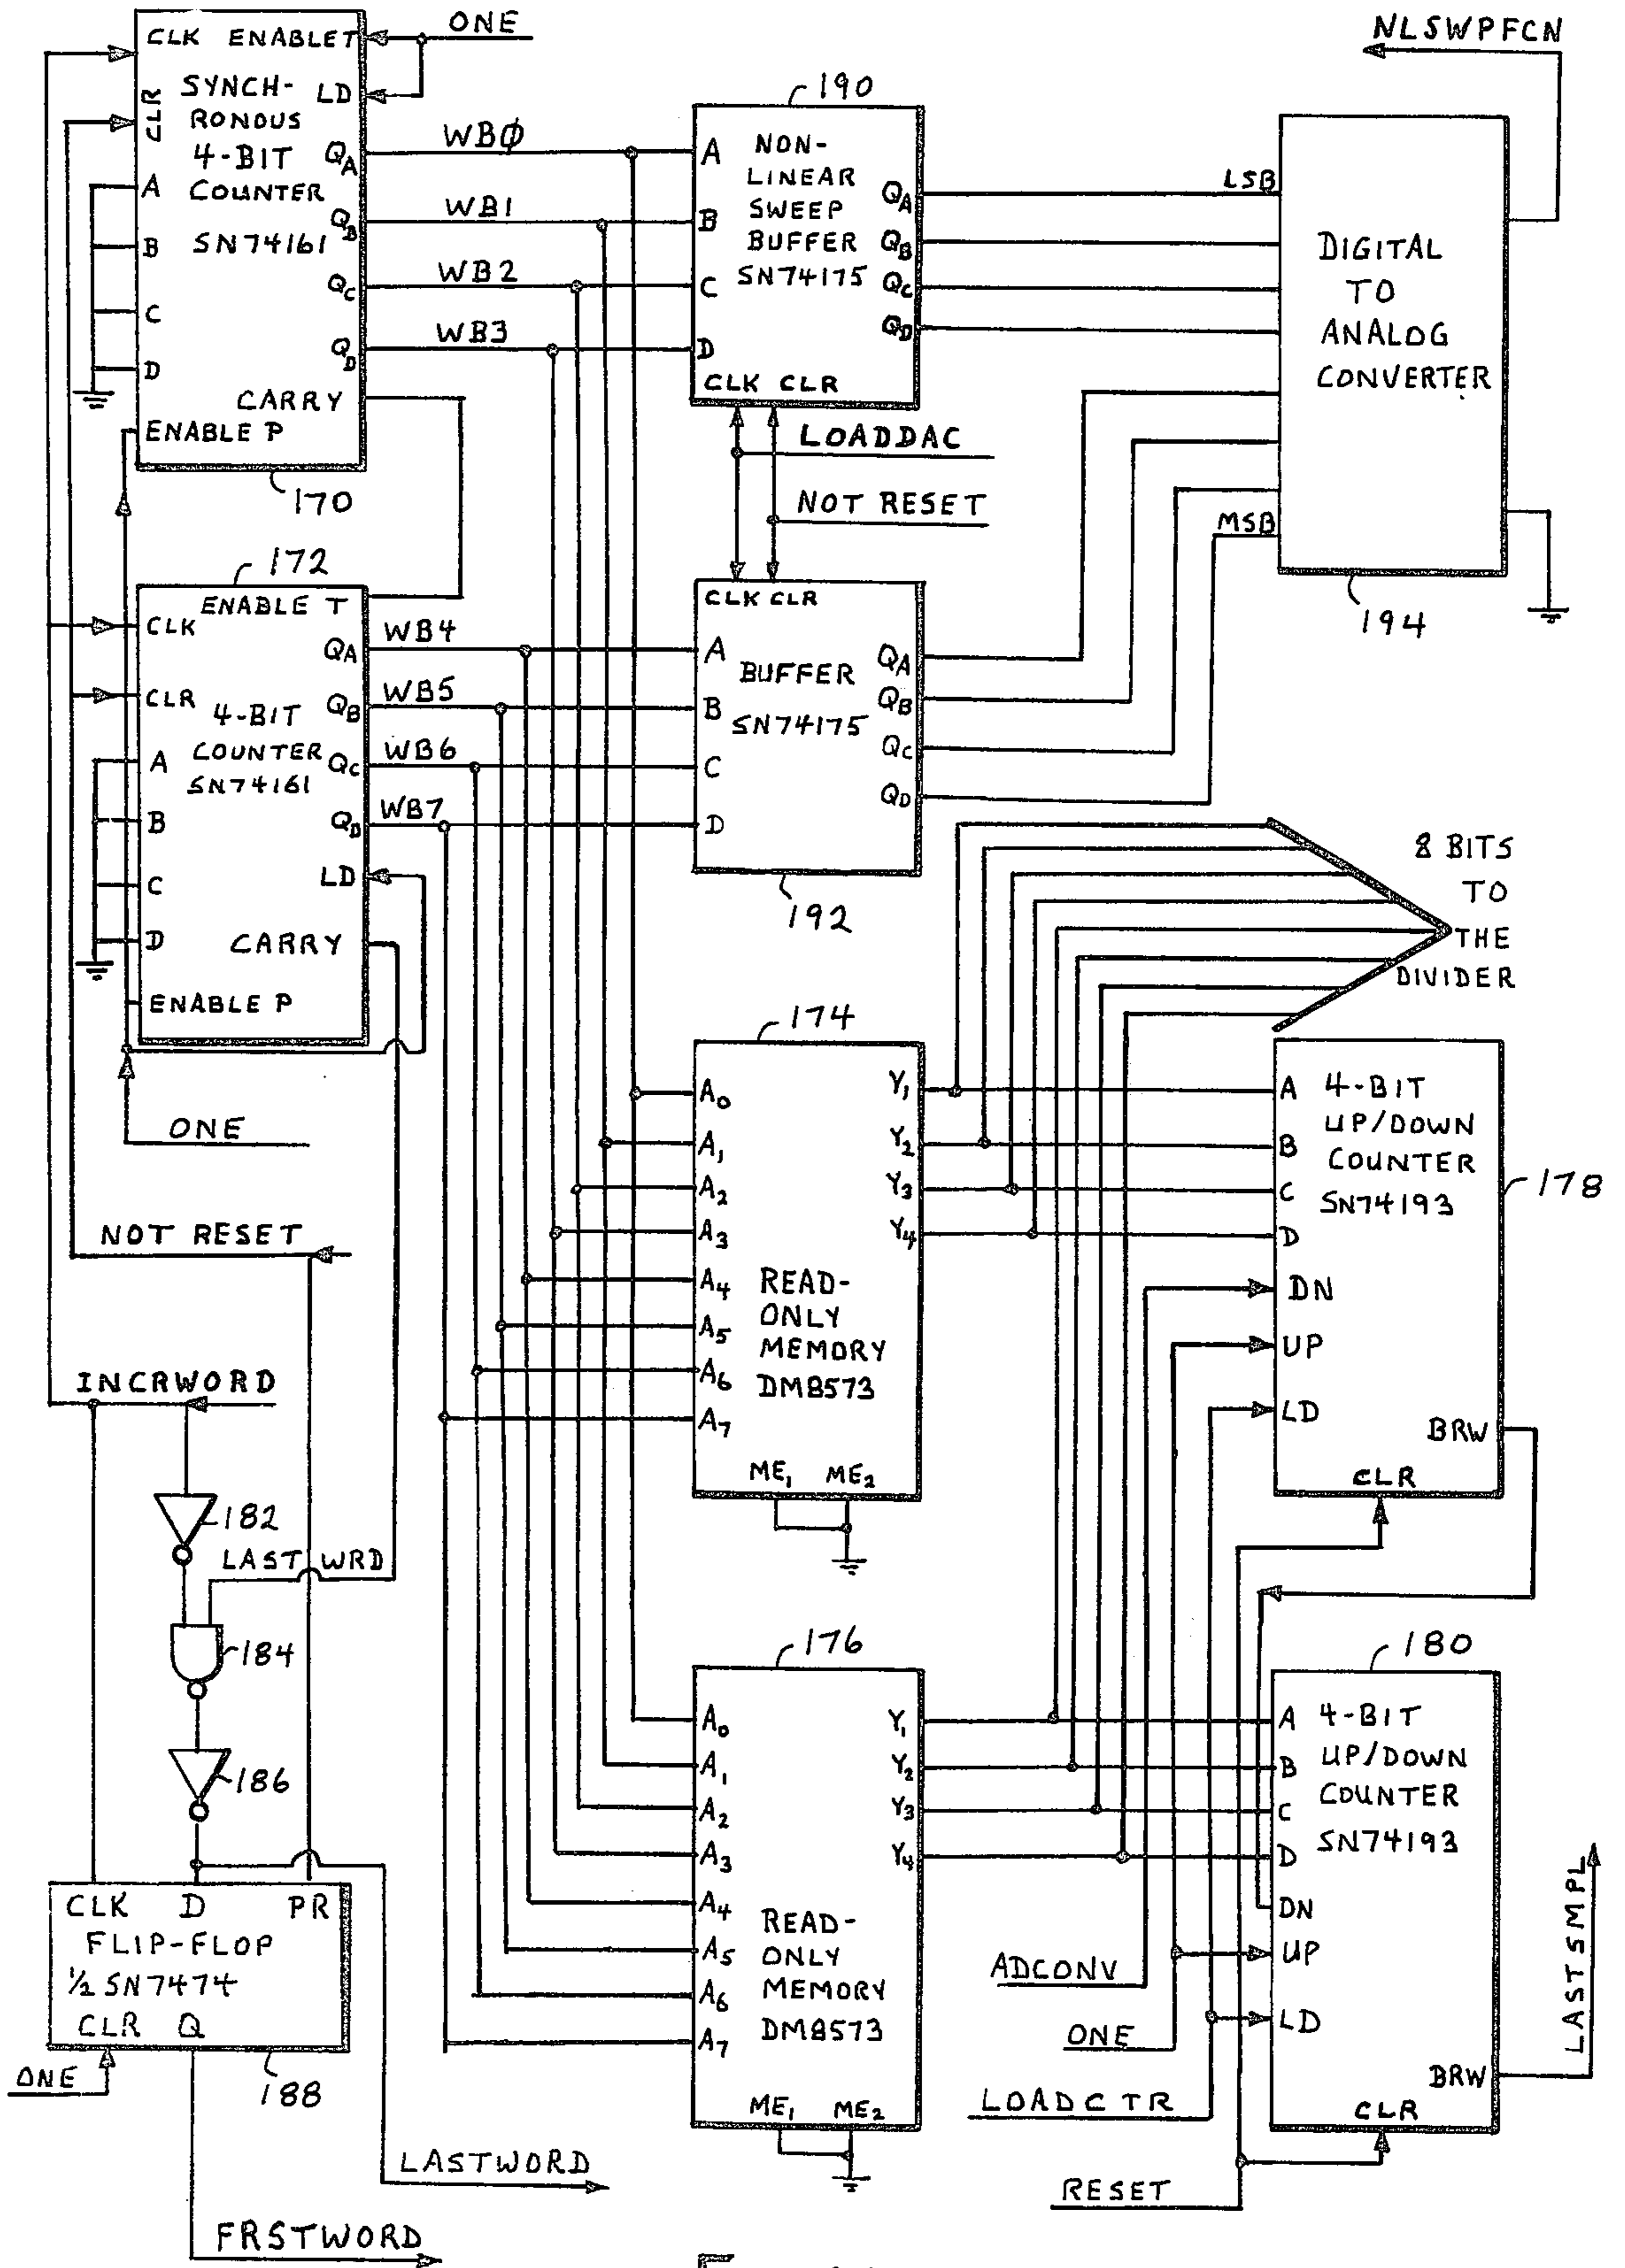 CLK ENABLET
ONE
CLR
SYNCH-
RONOUS
4-BIT
COUNTER
SN74161
LD
QA
QB
QC
QD
A
B
C
D
CARRY
ENABLE P
170
WBØ
WB1
WB2
WB3
190
NON-
LINEAR
SWEEP
BUFFER
SN74175
A
B
C
D
QA
QB
QC
QD
CLK CLR
LOADDAC
NOT RESET
NLSWPFCN
LSB
MSB
DIGITAL
TO
ANALOG
CONVERTER
194
172
ENABLE T
CLK
CLR
4-BIT
COUNTER
SN74161
A
B
C
D
QA
QB
QC
QD
LD
CARRY
ENABLE P
ONE
WB4
WB5
WB6
WB7
CLK CLR
BUFFER
SN74175
A
B
C
D
QA
QB
QC
QD
192
8 BITS
TO
THE
DIVIDER
174
A0
A1
A2
A3
A4
A5
A6
A7
READ-
ONLY
MEMORY
DM8573
Y1
Y2
Y3
Y4
ME1 ME2
A
B
C
D
4-BIT
UP/DOWN
COUNTER
SN74193
178
DN
UP
LD
BRW
CLR
NOT RESET
INCRWORD
182
LAST WRD
184
186
CLK D PR
FLIP-FLOP
½ SN7474
CLR Q
ONE
188
LASTWORD
FRSTWORD
176
A0
A1
A2
A3
A4
A5
A6
A7
READ-
ONLY
MEMORY
DM8573
Y1
Y2
Y3
Y4
ME1 ME2
180
A
B
C
D
4-BIT
UP/DOWN
COUNTER
SN74193
DN
UP
LD
BRW
CLR
ADCONV
ONE
LOADCTR
RESET
LASTSMPL